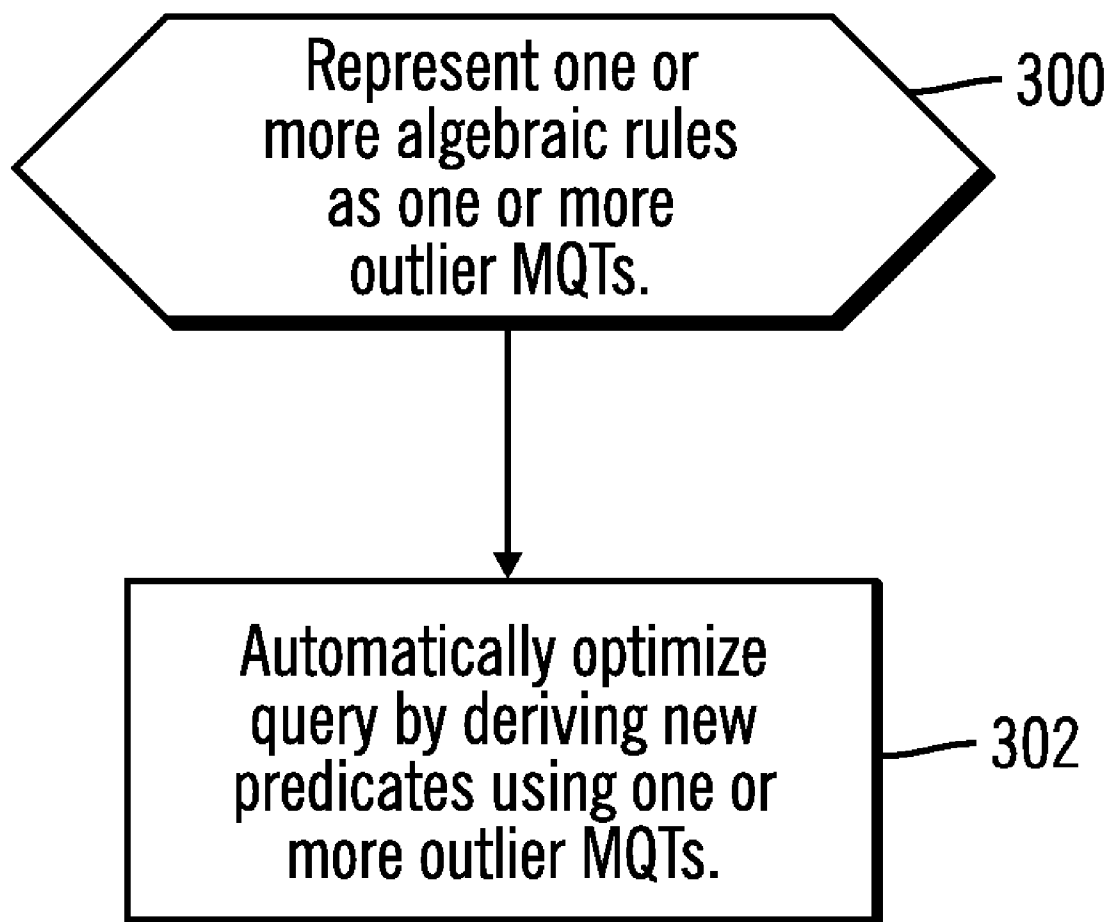 Represent one or
more algebraic rules
as one or more
outlier MQTs.
300
Automatically optimize
query by deriving new
predicates using one or
more outlier MQTs.
302